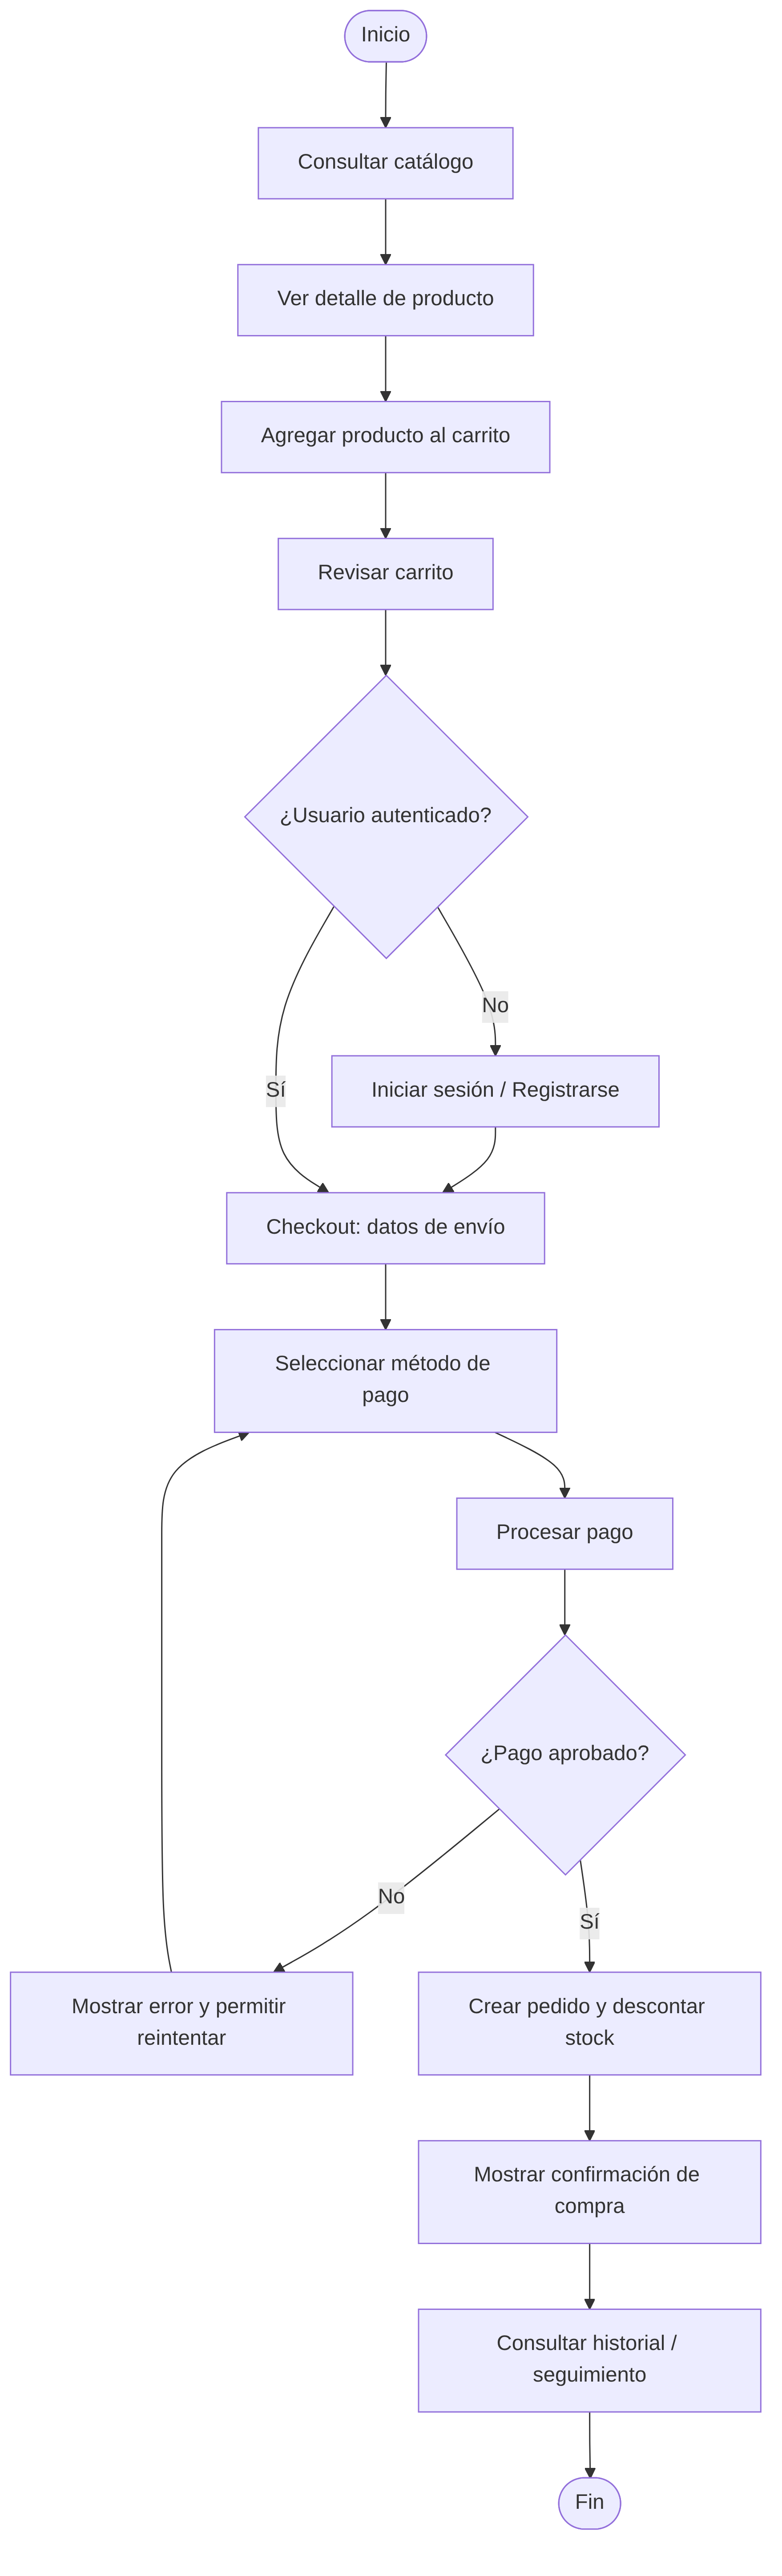 Inicio
Consultar catálogo
Ver detalle de producto
Agregar producto al carrito
Revisar carrito
¿Usuario autenticado?
No
Sí
Iniciar sesión / Registrarse
Checkout: datos de envío
Seleccionar método de
pago
Procesar pago
¿Pago aprobado?
No
Sí
Mostrar error y permitir
reintentar
Crear pedido y descontar
stock
Mostrar confirmación de
compra
Consultar historial /
seguimiento
Fin